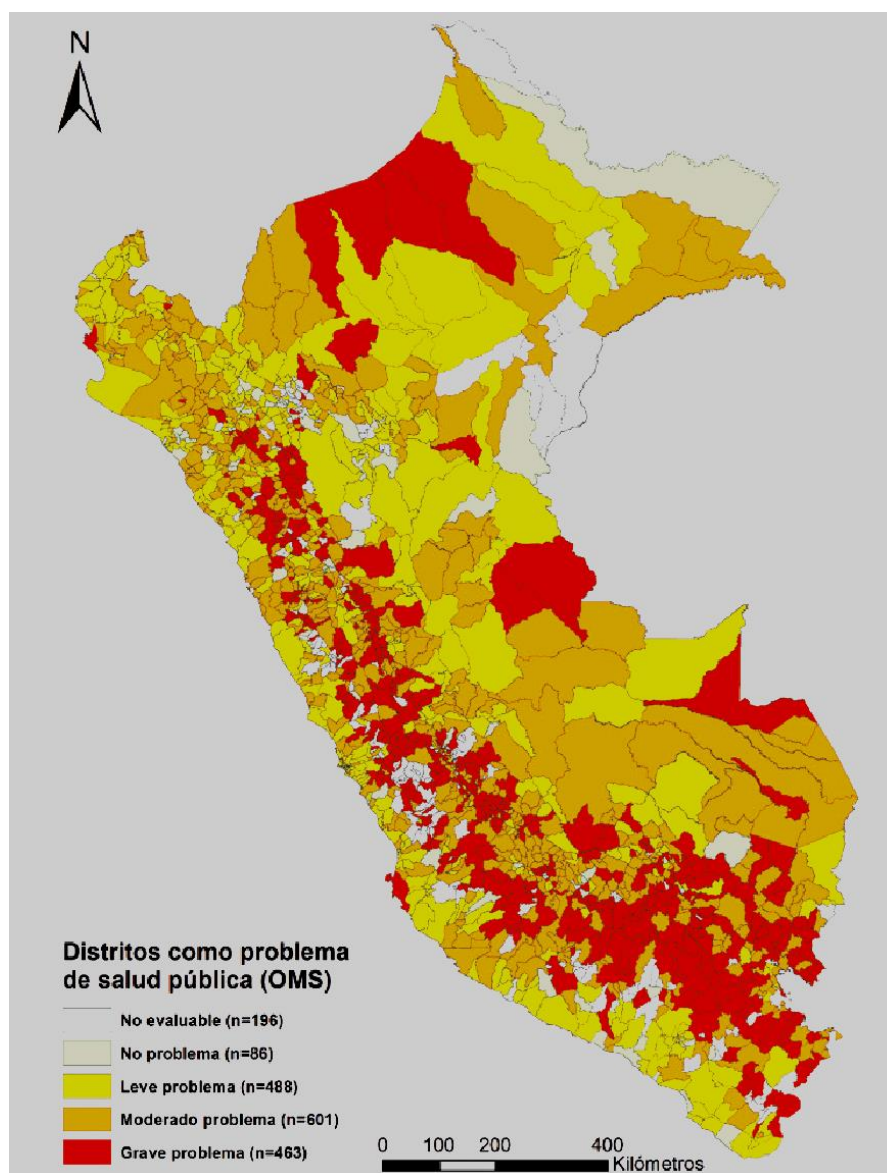 N
Distritos como problema
de salud pública (OMS)
No evaluable (n=196)
No problema (n=86)
Leve problema (n=488)
Moderado problema (n=601)
Grave problema (n=463)
0 100 200 400
Kilómetros